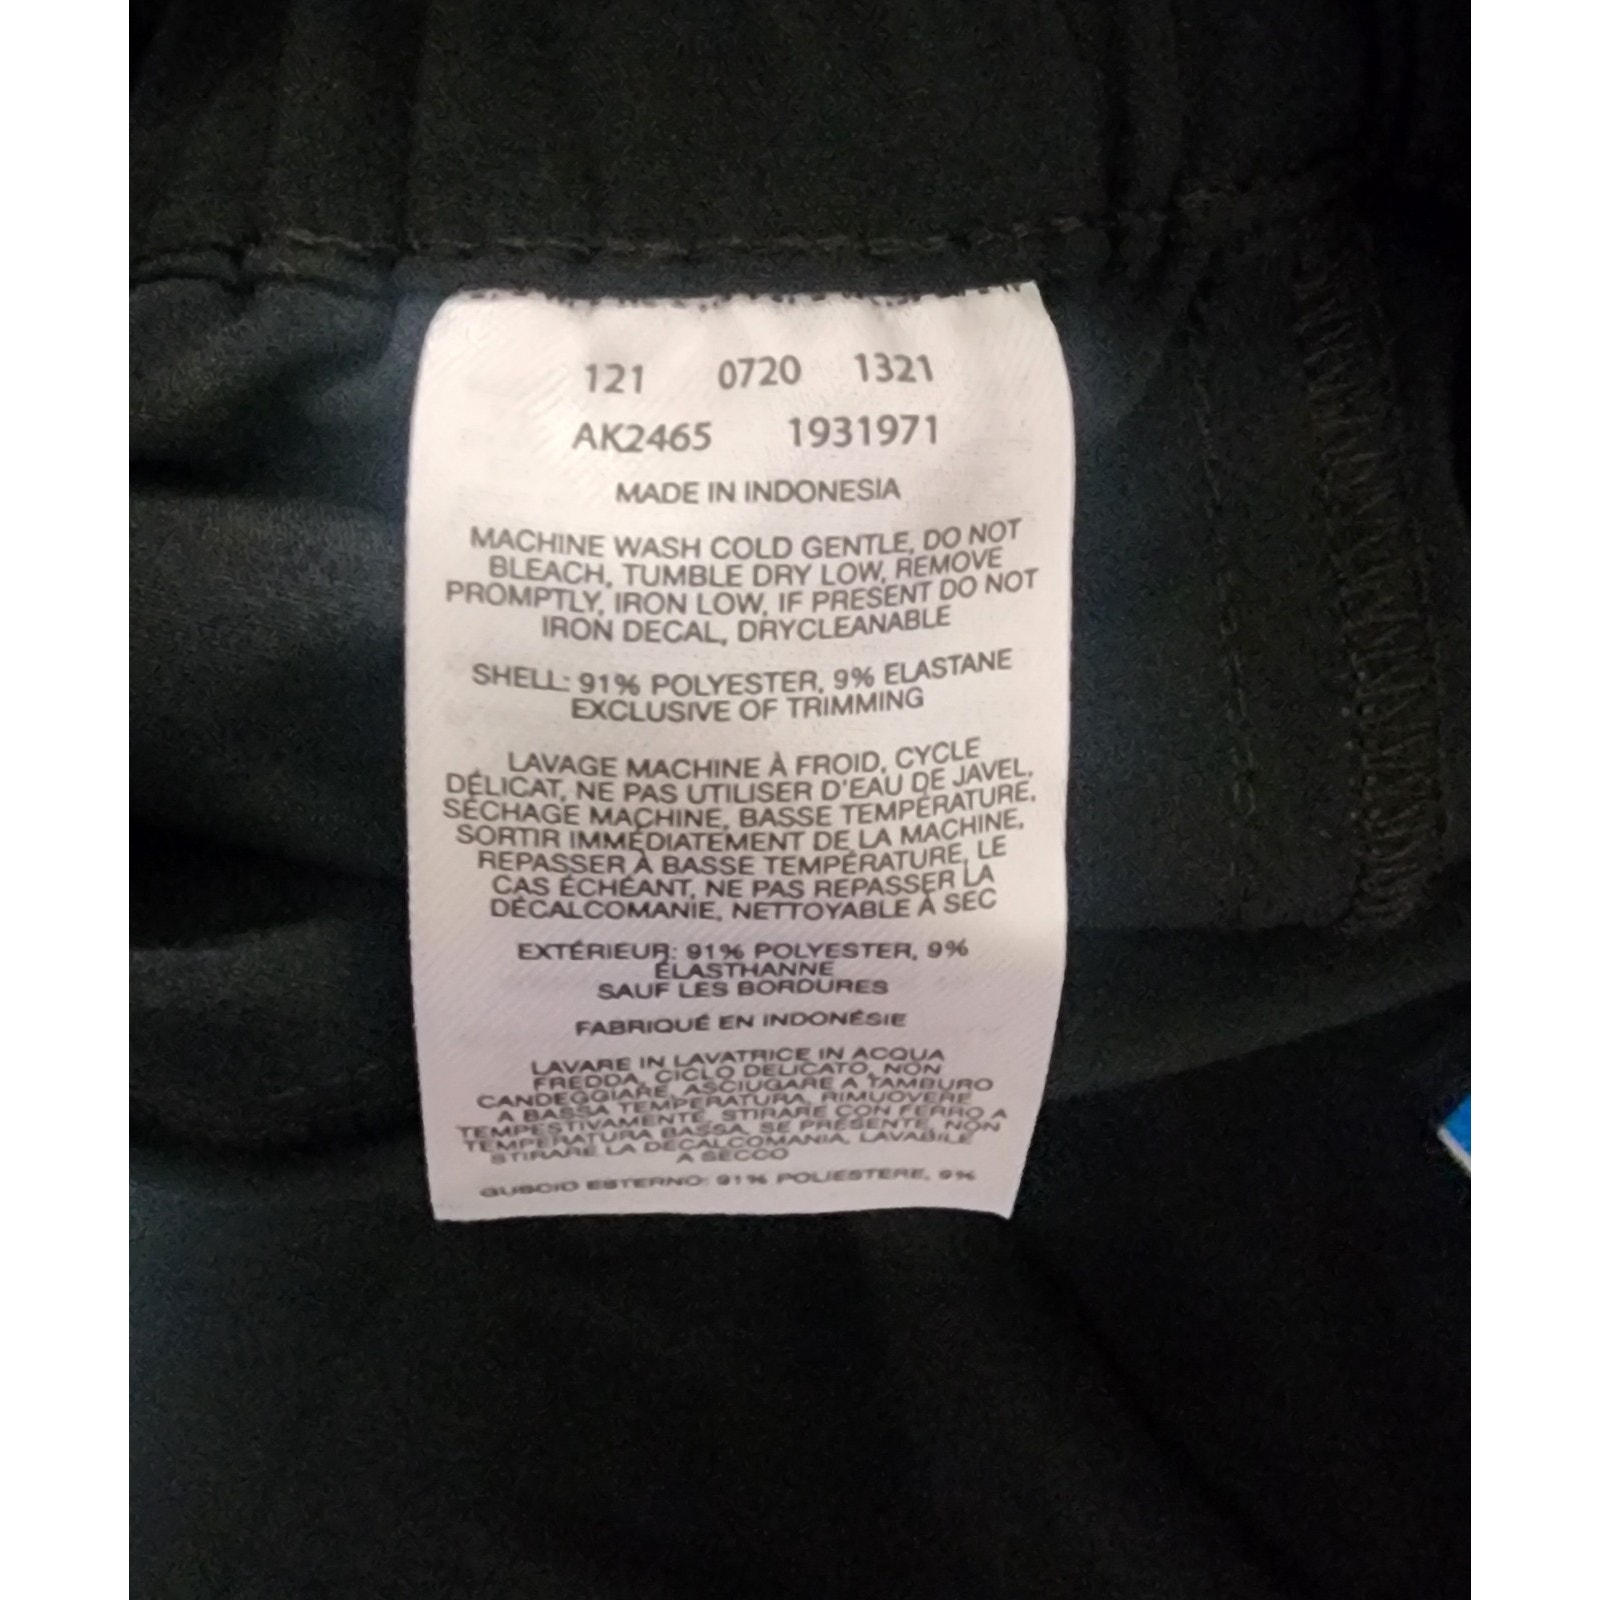 121 0720 1321
AK2465 1931971
MADE IN INDONESIA
MACHINE WASH COLD GENTLE, DO NOT
BLEACH, TUMBLE DRY LOW, REMOVE
PROMPTLY, IRON LOW, IF PRESENT DO NOT
IRON DECAL, DRYCLEANABLE
SHELL: 91% POLYESTER, 9% ELASTANE
EXCLUSIVE OF TRIMMING
LAVAGE MACHINE À FROID, CYCLE
DÉLICAT, NE PAS UTILISER D'EAU DE JAVEL,
SÉCHAGE MACHINE, BASSE TEMPÉRATURE,
SORTIR IMMÉDIATEMENT DE LA MACHINE,
REPASSER À BASSE TEMPÉRATURE, LE
CAS ÉCHÉANT, NE PAS REPASSER LA
DÉCALCOMANIE, NETTOYABLE À SEC
EXTÉRIEUR: 91% POLYESTER, 9%
ÉLASTHANNE
SAUF LES BORDURES
FABRIQUÉ EN INDONÉSIE
LAVARE IN LAVATRICE IN ACQUA
FREDDA, CICLO DELICATO, NON
CANDEGGIARE, ASCIUGARE A TAMBURO
A BASSA TEMPERATURA, RIMUOVERE
TEMPESTIVAMENTE, STIRARE CON FERRO A
TEMPERATURA BASSA, SE PRESENTE, NON
STIRARE LA DECALCOMANIA, LAVABILE
A SECCO
GUSCIO ESTERNO: 91% POLIESTERE, 9%